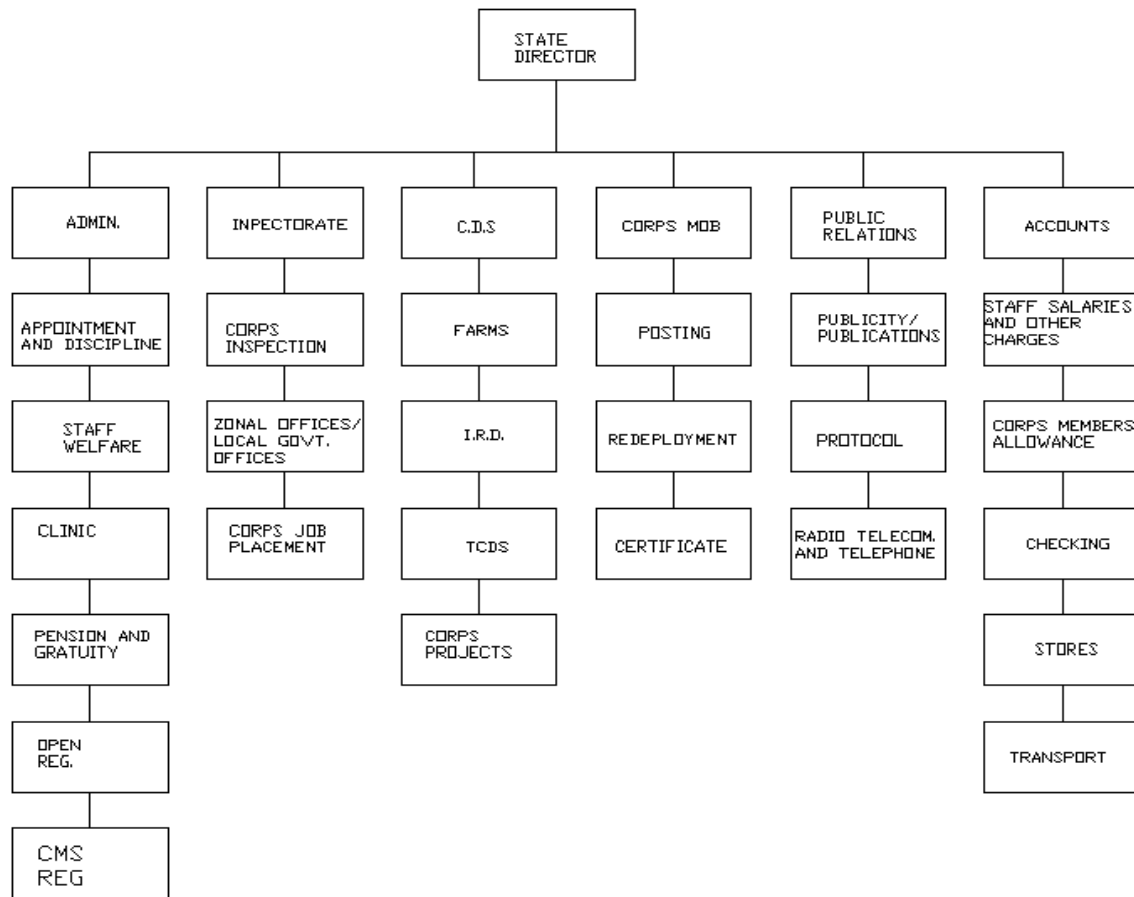 STATE
DIRECTOR
ADMIN.
INPECTORATE
C.D.S
CORPS MOB
PUBLIC
RELATIONS
ACCOUNTS
APPOINTMENT
AND DISCIPLINE
CORPS
INSPECTION
FARMS
POSTING
PUBLICITY/
PUBLICATIONS
STAFF SALARIES
AND OTHER
CHARGES
STAFF
WELFARE
ZONAL OFFICES/
LOCAL GOVT.
OFFICES
I.R.D.
REDEPLOYMENT
PROTOCOL
CORPS MEMBERS
ALLOWANCE
CLINIC
CORPS JOB
PLACEMENT
TCDS
CERTIFICATE
RADIO TELECOM.
AND TELEPHONE
CHECKING
PENSION AND
GRATUITY
CORPS
PROJECTS
STORES
OPEN
REG.
TRANSPORT
CMS
REG